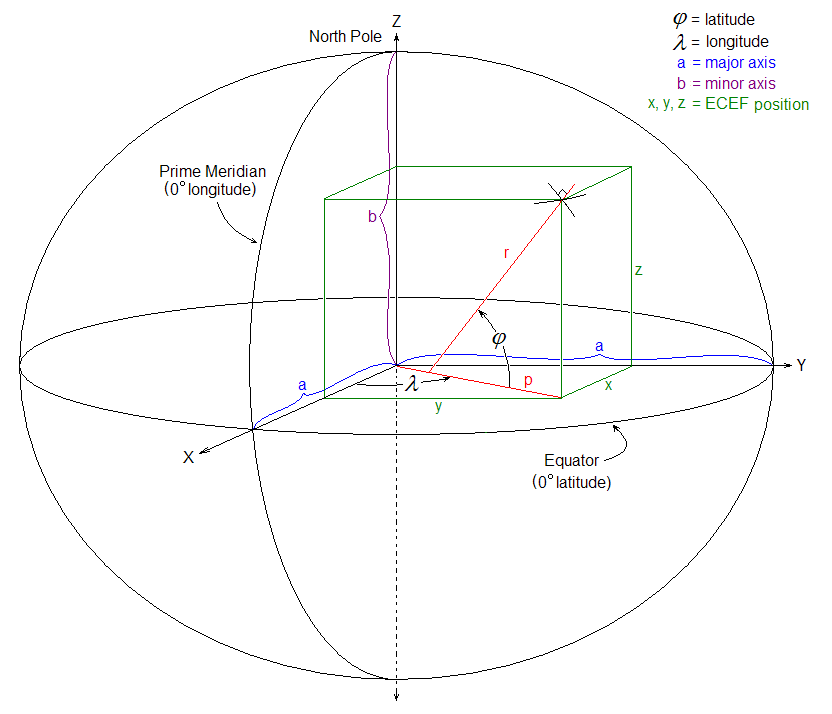 Z
North Pole
φ = latitude
λ = longitude
a = major axis
b = minor axis
x, y, z = ECEF position
Prime Meridian
(0° longitude)
b
r
z
φ
a
Y
a
λ
p
x
y
X
Equator
(0° latitude)